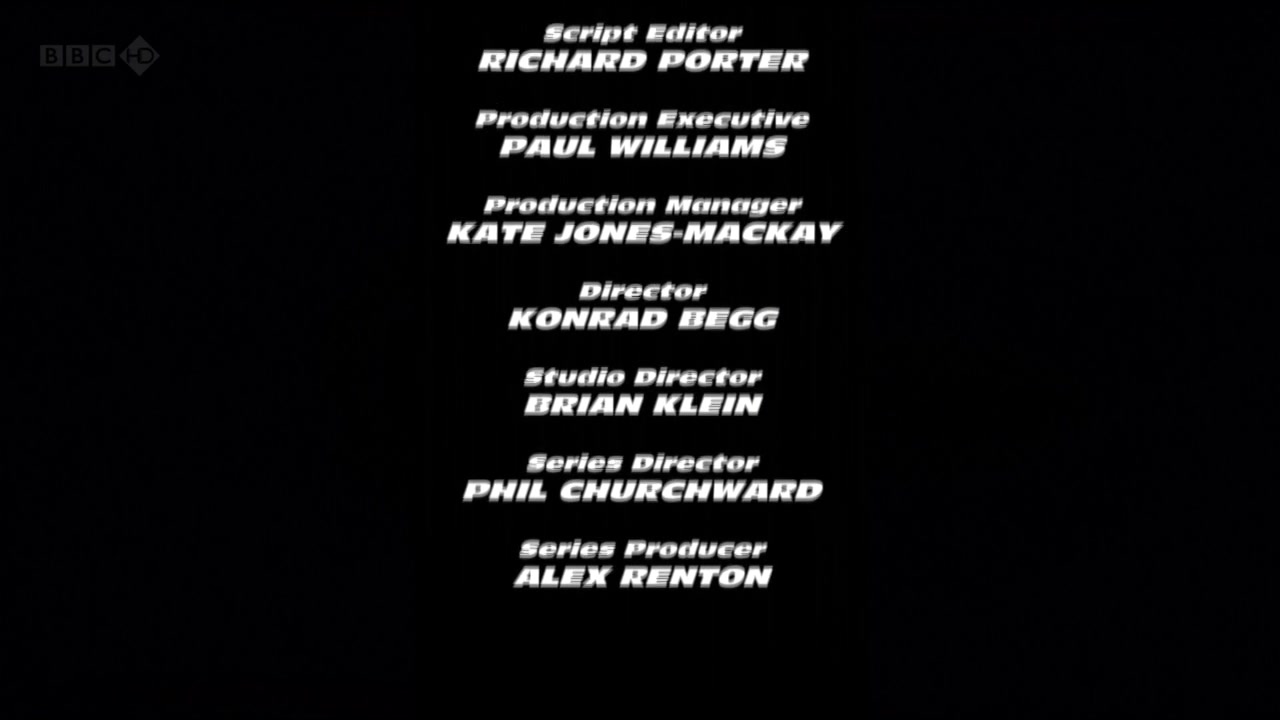 BBC HD
Script Editor
RICHARD PORTER
Production Executive
PAUL WILLIAMS
Production Manager
KATE JONES-MACKAY
Director
KONRAD BEGG
Studio Director
BRIAN KLEIN
Series Director
PHIL CHURCHWARD
Series Producer
ALEX RENTON